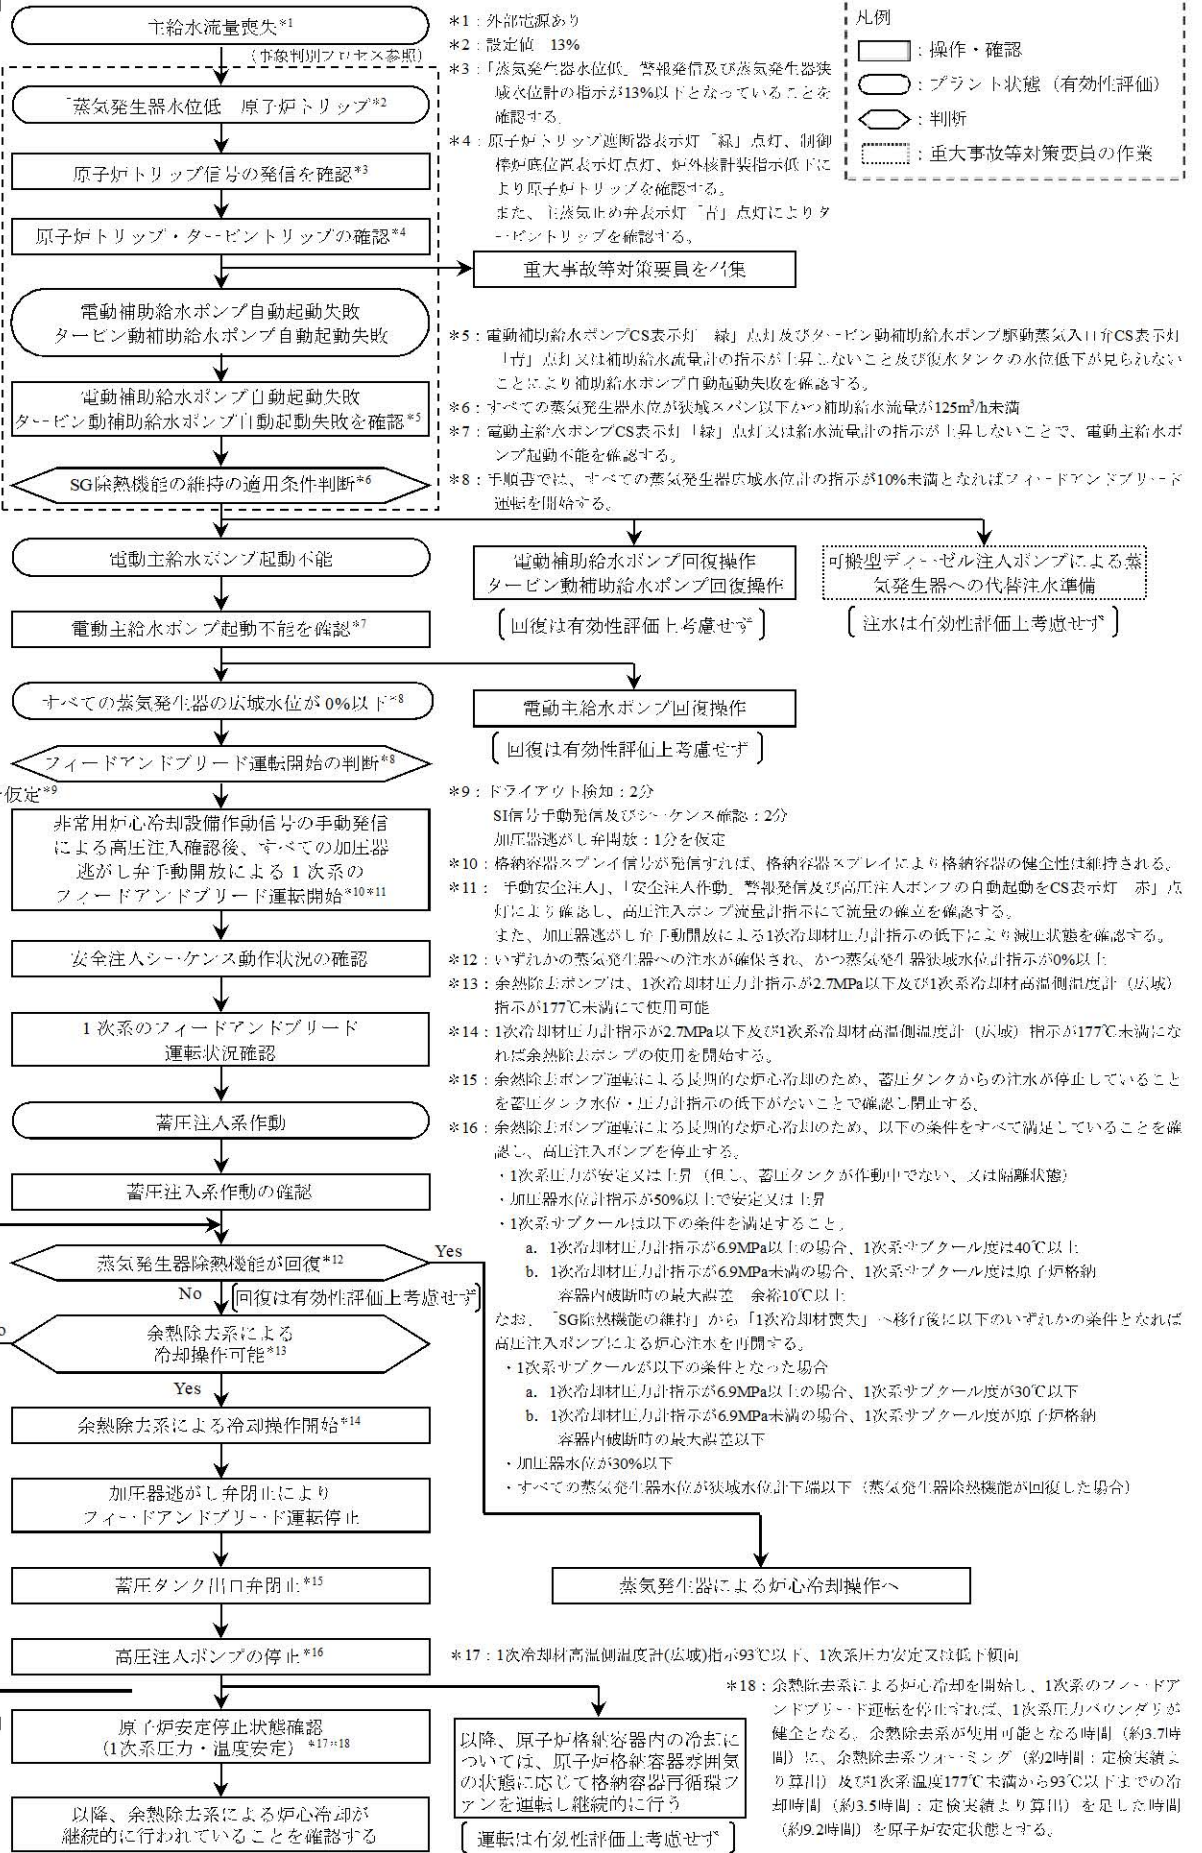 主給水流量喪失*1
(事象判別プロセス参照)
「蒸気発生器水位低」原子炉トリップ*2
原子炉トリップ信号の発信を確認*3
原子炉トリップ・タービントリップの確認*4
重大事故等対策要員を召集
電動補助給水ポンプ自動起動失敗
タービン動補助給水ポンプ自動起動失敗
電動補助給水ポンプ自動起動失敗
タービン動補助給水ポンプ自動起動失敗を確認*5
SG除熱機能の維持の適用条件判断*6
*1:外部電源あり
*2:設定値 13%
*3:「蒸気発生器水位低」警報発信及び蒸気発生器狭
域水位計の指示が13%以下となっていることを
確認する。
*4:原子炉トリップ遮断器表示灯「緑」点灯、制御
棒炉底位置表示灯点灯、炉外核計装指示低下に
より原子炉トリップを確認する。
また、主蒸気止め弁表示灯「青」点灯によりタ
ービントリップを確認する。
凡例
:操作・確認
:プラント状態(有効性評価)
:判断
:重大事故等対策要員の作業
*5:電動補助給水ポンプCS表示灯「緑」点灯及びタービン動補助給水ポンプ駆動蒸気入口弁CS表示灯
「青」点灯又は補助給水流量計の指示が上昇しないこと及び復水タンクの水位低下が見られない
ことにより補助給水ポンプ自動起動失敗を確認する。
*6:すべての蒸気発生器水位が狭域スパン以下かつ補助給水流量が125m³/h未満
*7:電動主給水ポンプCS表示灯「緑」点灯又は給水流量計の指示が上昇しないことで、電動主給水ポ
ンプ起動不能を確認する。
*8:手順書では、すべての蒸気発生器広域水位計の指示が10%未満となればフィードアンドブリード
運転を開始する。
電動主給水ポンプ起動不能
電動補助給水ポンプ回復操作
タービン動補助給水ポンプ回復操作
回復は有効性評価上考慮せず
可搬型ディーゼル注入ポンプによる蒸
気発生器への代替注水準備
注水は有効性評価上考慮せず
電動主給水ポンプ起動不能を確認*7
すべての蒸気発生器の広域水位が0%以下*8
電動主給水ポンプ回復操作
回復は有効性評価上考慮せず
フィードアンドブリード運転開始の判断*8
仮定*9
非常用炉心冷却設備作動信号の手動発信
による高圧注入確認後、すべての加圧器
逃がし弁手動開放による1次系の
フィードアンドブリード運転開始*10*11
安全注入シーケンス動作状況の確認
1次系のフィードアンドブリード
運転状況確認
蓄圧注入系作動
蓄圧注入系作動の確認
蒸気発生器除熱機能が回復*12
Yes
No
回復は有効性評価上考慮せず
余熱除去系による
冷却操作可能*13
Yes
余熱除去系による冷却操作開始*14
加圧器逃がし弁閉止により
フィードアンドブリード運転停止
蓄圧タンク出口弁閉止*15
高圧注入ポンプの停止*16
*9:ドライアウト検知:2分
SI信号手動発信及びシーケンス確認:2分
加圧器逃がし弁開放:1分を仮定
*10:格納容器スプレイ信号が発信すれば、格納容器スプレイにより格納容器の健全性は維持される。
*11:「手動安全注入」、「安全注入作動」警報発信及び高圧注入ポンプの自動起動をCS表示灯「赤」点
灯により確認し、高圧注入ポンプ流量計指示にて流量の確立を確認する。
また、加圧器逃がし弁手動開放による1次冷却材圧力計指示の低下により減圧状態を確認する。
*12:いずれかの蒸気発生器への注水が確保され、かつ蒸気発生器狭域水位計指示が0%以上
*13:余熱除去ポンプは、1次冷却材圧力計指示が2.7MPa以下及び1次系冷却材高温側温度計(広域)
指示が177℃未満にて使用可能
*14:1次冷却材圧力計指示が2.7MPa以下及び1次系冷却材高温側温度計(広域)指示が177℃未満にな
れば余熱除去ポンプの使用を開始する。
*15:余熱除去ポンプ運転による長期的な炉心冷却のため、蓄圧タンクからの注水が停止していること
を蓄圧タンク水位・圧力計指示の低下がないことで確認し閉止する。
*16:余熱除去ポンプ運転による長期的な炉心冷却のため、以下の条件をすべて満足していることを確
認し、高圧注入ポンプを停止する。
・1次系圧力が安定又は上昇(但し、蓄圧タンクが作動中でない、又は隔離状態)
・加圧器水位計指示が50%以上で安定又は上昇
・1次系サブクールは以下の条件を満足すること。
a. 1次冷却材圧力計指示が6.9MPa以上の場合、1次系サブクール度は40℃以上
b. 1次冷却材圧力計指示が6.9MPa未満の場合、1次系サブクール度は原子炉格納
容器内破断時の最大誤差 余裕10℃以上
なお、「SG除熱機能の維持」から「1次冷却材喪失」へ移行後に以下のいずれかの条件となれば
高圧注入ポンプによる炉心注水を再開する。
・1次系サブクールが以下の条件となった場合
a. 1次冷却材圧力計指示が6.9MPa以上の場合、1次系サブクール度が30℃以下
b. 1次冷却材圧力計指示が6.9MPa未満の場合、1次系サブクール度が原子炉格納
容器内破断時の最大誤差以下
・加圧器水位が30%以下
・すべての蒸気発生器水位が狭域水位計下端以下(蒸気発生器除熱機能が回復した場合)
蒸気発生器による炉心冷却操作へ
*17:1次冷却材高温側温度計(広域)指示93℃以下、1次系圧力安定又は低下傾向
*18:余熱除去系による炉心冷却を開始し、1次系のフィードア
ンドブリード運転を停止すれば、1次系圧力バウンダリが
健全となる。余熱除去系が使用可能となる時間(約3.7時
間)に、余熱除去系ウォーミング(約2時間:定検実績よ
り算出)及び1次系温度177℃未満から93℃以下までの冷
却時間(約3.5時間:定検実績より算出)を足した時間
(約9.2時間)を原子炉安定状態とする。
原子炉安定停止状態確認
(1次系圧力・温度安定)*17*18
以降、余熱除去系による炉心冷却が
継続的に行われていることを確認する
以降、原子炉格納容器内の冷却に
ついては、原子炉格納容器雰囲気
の状態に応じて格納容器再循環フ
ァンを運転し継続的に行う
運転は有効性評価上考慮せず